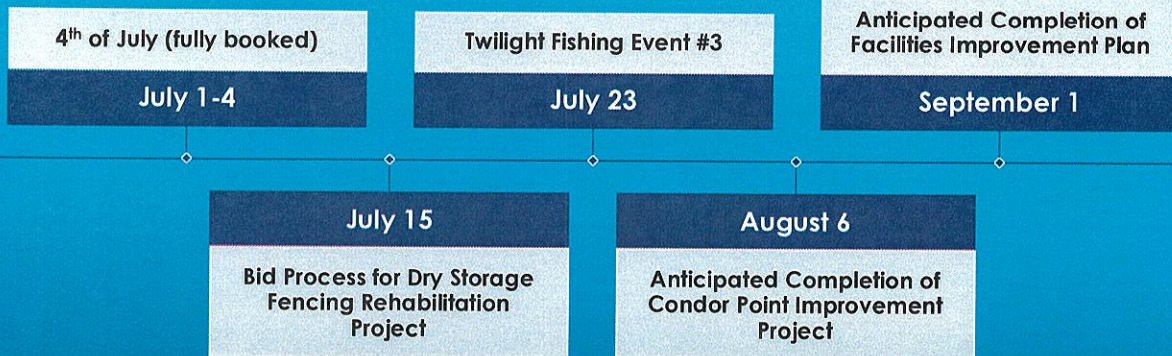 4th of July (fully booked)
July 1-4
July 15
Bid Process for Dry Storage
Fencing Rehabilitation
Project
Twilight Fishing Event #3
July 23
August 6
Anticipated Completion of
Condor Point Improvement
Project
Anticipated Completion of
Facilities Improvement Plan
September 1